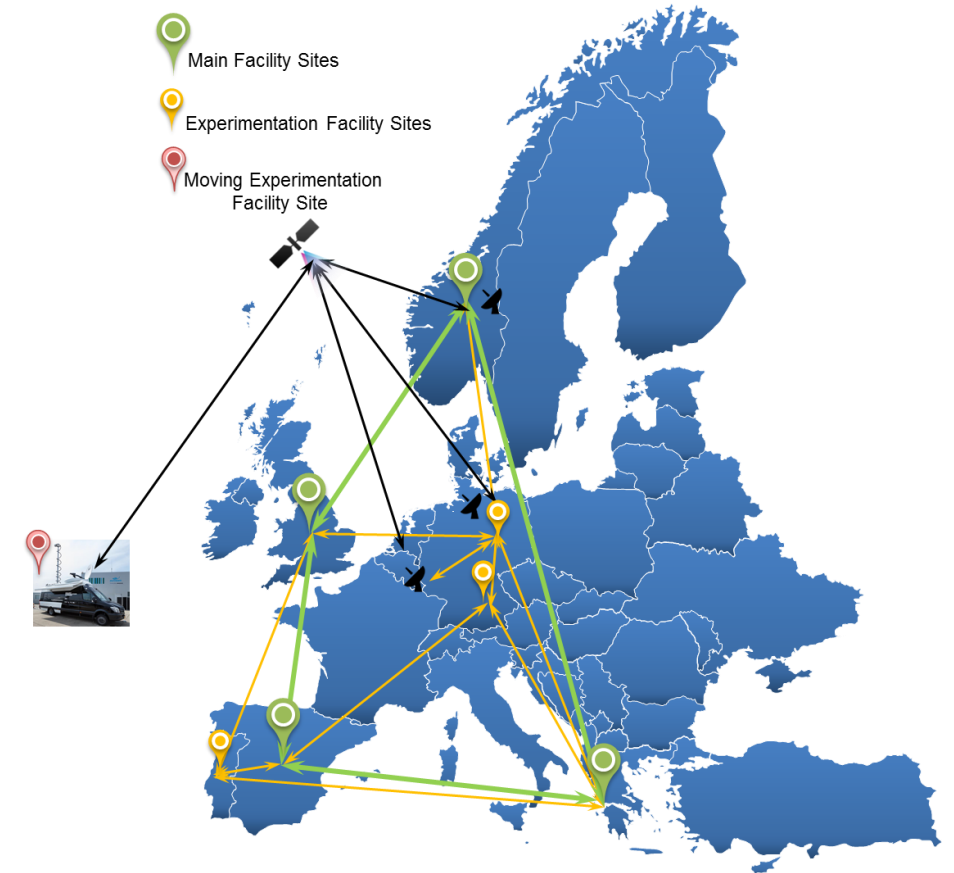 Main Facility Sites
Experimentation Facility Sites
Moving Experimentation
Facility Site